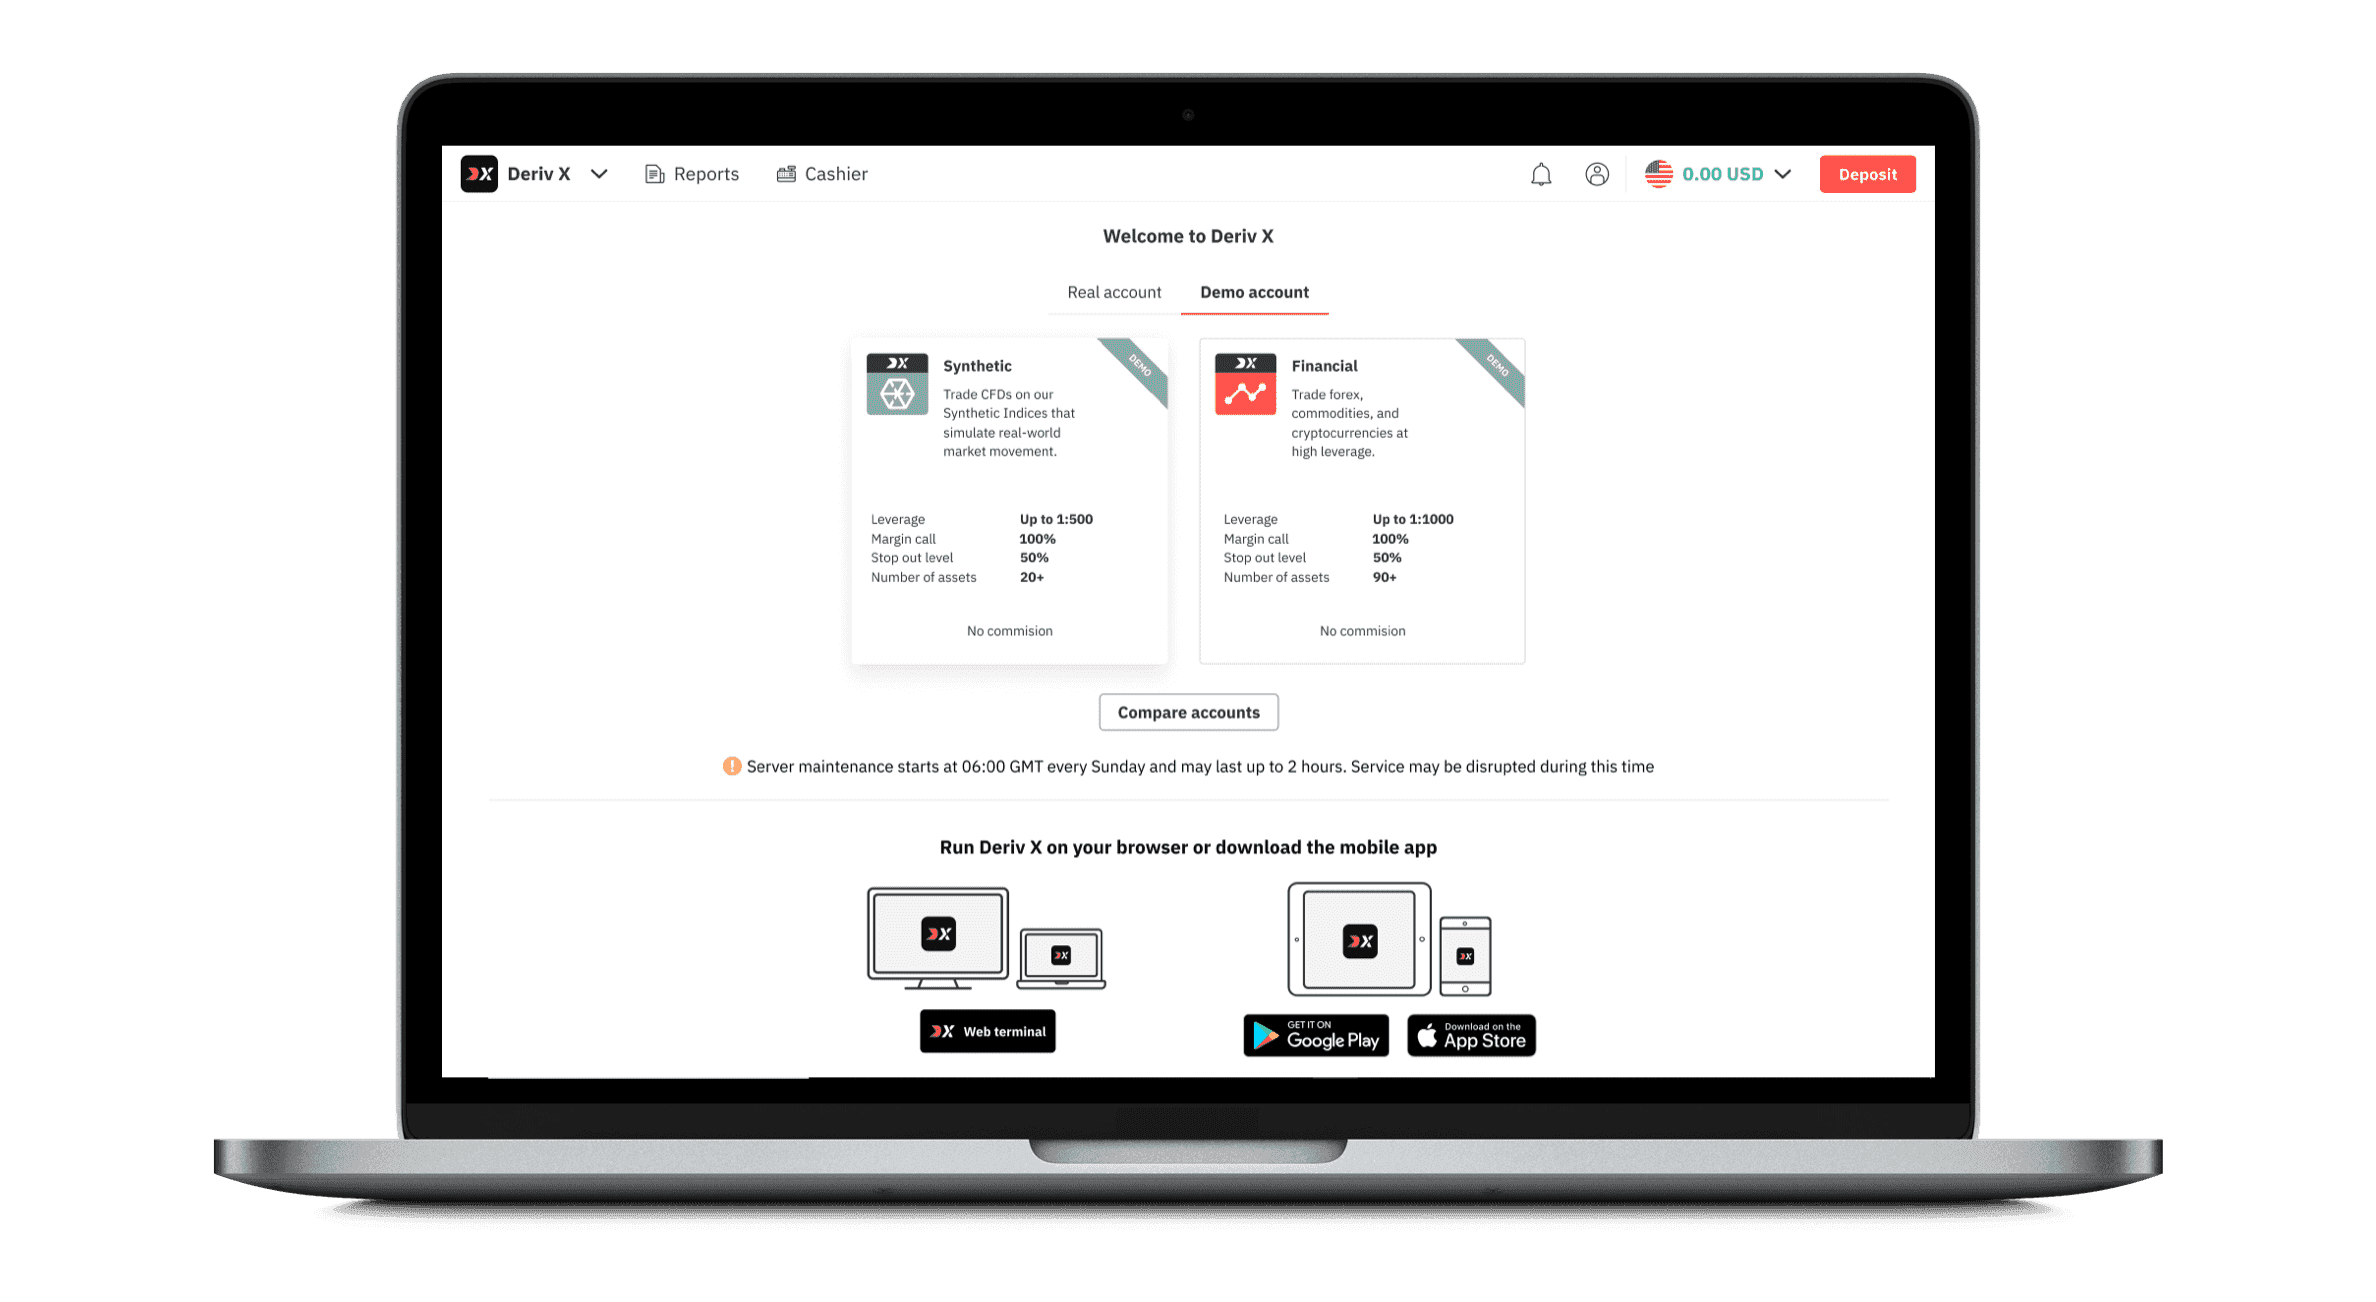 Deriv X
Reports
Cashier
0.00 USD
Deposit
Welcome to Deriv X
Real account
Demo account
Synthetic
DEMO
Trade CFDs on our
Synthetic Indices that
simulate real-world
market movement.
Leverage Up to 1:500
Margin call 100%
Stop out level 50%
Number of assets 20+
No commision
Financial
DEMO
Trade forex,
commodities, and
cryptocurrencies at
high leverage.
Leverage Up to 1:1000
Margin call 100%
Stop out level 50%
Number of assets 90+
No commision
Compare accounts
Server maintenance starts at 06:00 GMT every Sunday and may last up to 2 hours. Service may be disrupted during this time
Run Deriv X on your browser or download the mobile app
Web terminal
GET IT ON
Google Play
Download on the
App Store